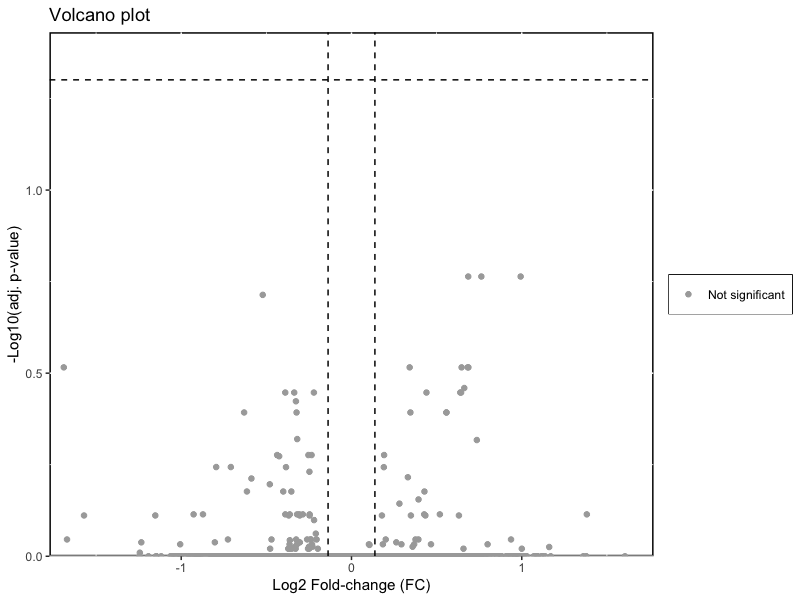 Volcano plot
-Log10(adj. p-value)
1.0
0.5
0.0
-1
0
1
Log2 Fold-change (FC)
Not significant